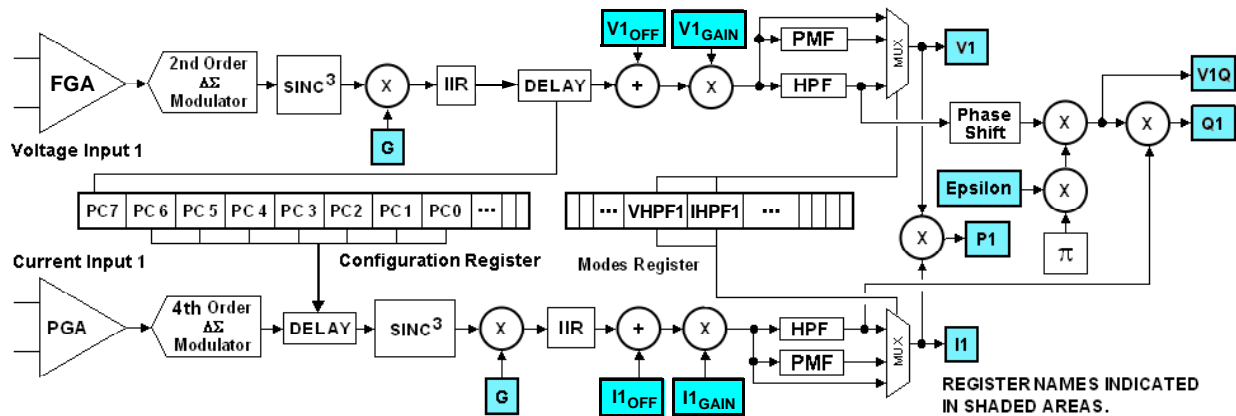 V1OFF
V1GAIN
FGA
2nd Order
ΔΣ
Modulator
SINC3
X
IIR
DELAY
+
X
PMF
HPF
MUX
V1
V1Q
G
Phase
Shift
X
X
Q1
Voltage Input 1
Epsilon
X
PC7 PC 6 PC 5 PC 4 PC 3 PC2 PC1 PC0 ...
... VHPF1 IHPF1 ...
X
P1
π
Current Input 1
Configuration Register
Modes Register
PGA
4th Order
ΔΣ
Modulator
DELAY
SINC3
X
IIR
+
X
HPF
PMF
MUX
I1
G
I1OFF
I1GAIN
REGISTER NAMES INDICATED
IN SHADED AREAS.